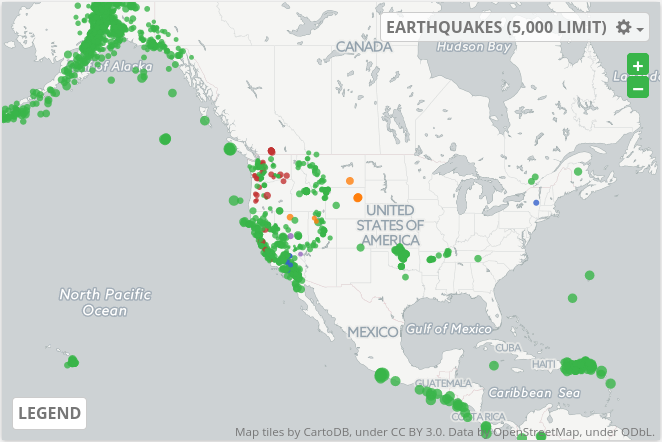 EARTHQUAKES (5,000 LIMIT)
CANADA
Hudson Bay
of Alaska
+
−
UNITED
STATES OF
AMERICA
North Pacific
Ocean
MEXICO
Gulf of Mexico
CUBA
HAITI
GUATEMALA
Caribbean Sea
COSTA RICA
LEGEND
Map tiles by CartoDB, under CC BY 3.0. Data by OpenStreetMap, under ODbL.